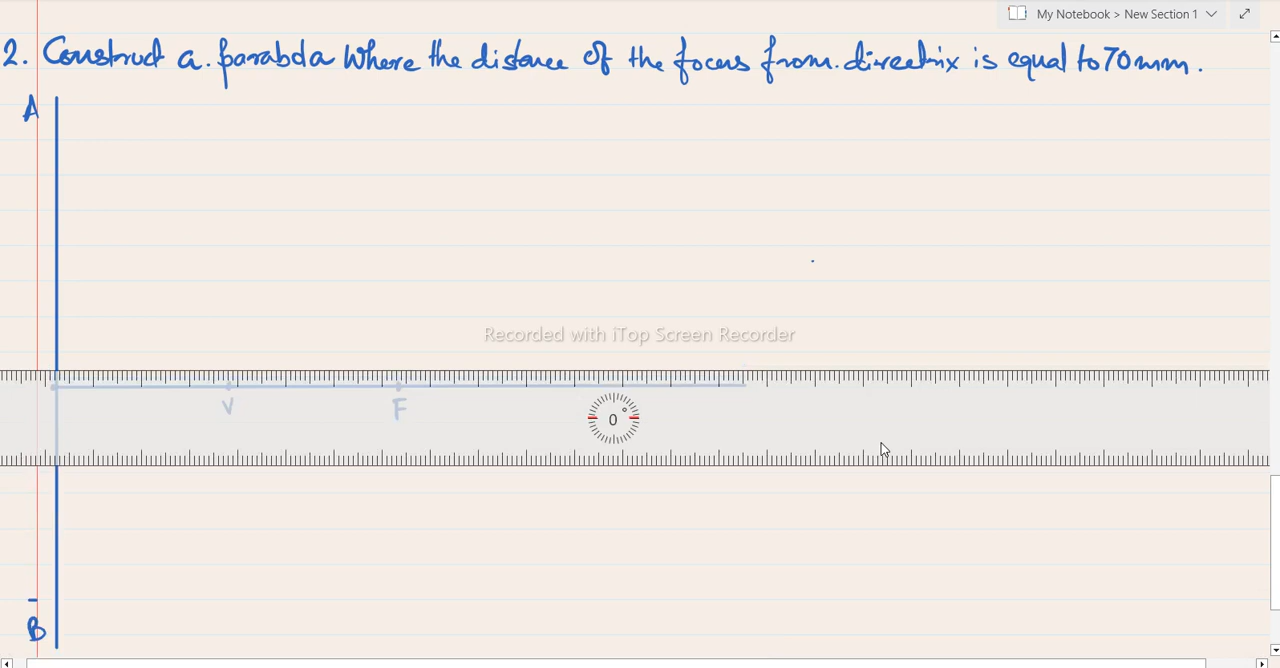 My Notebook > New Section 1
2. Construct a. parabola where the distance of the focus from. directrix is equal to 70mm.
A
Recorded with iTop Screen Recorder
V
F
0°
B